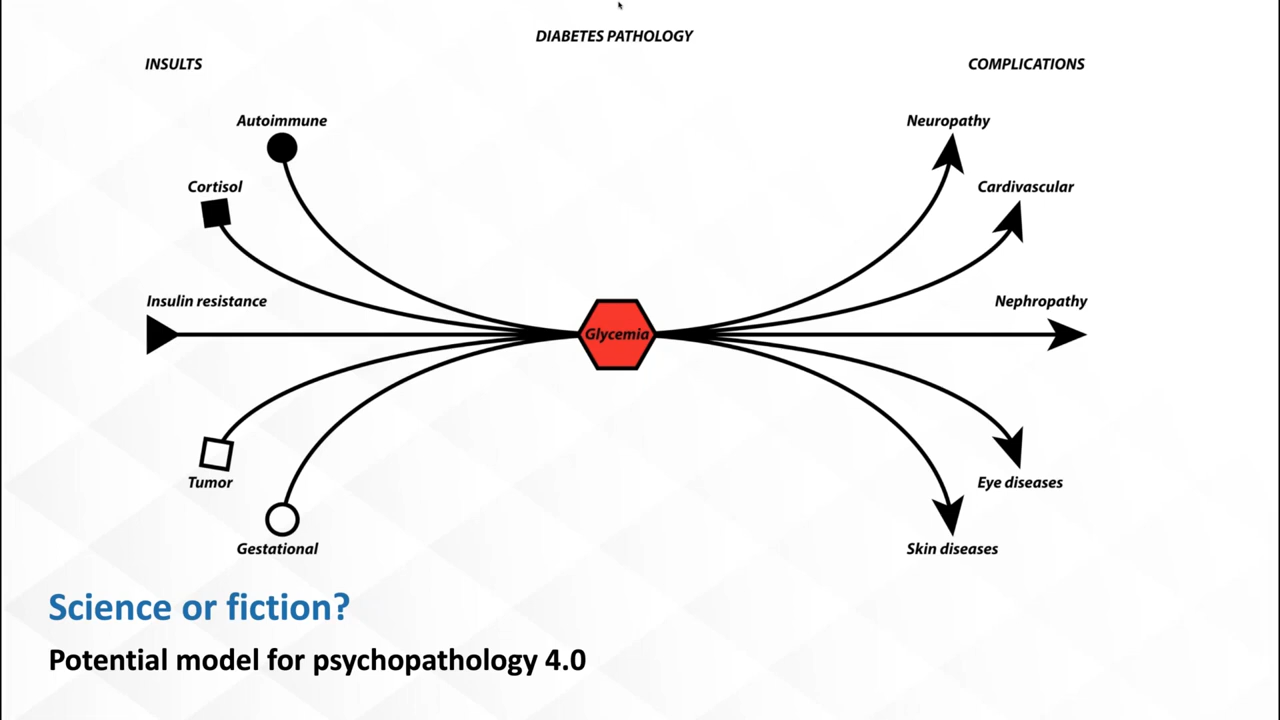 DIABETES PATHOLOGY
INSULTS
COMPLICATIONS
Autoimmune
Neuropathy
Cortisol
Cardivascular
Insulin resistance
Nephropathy
Glycemia
Tumor
Eye diseases
Gestational
Skin diseases
Science or fiction?
Potential model for psychopathology 4.0